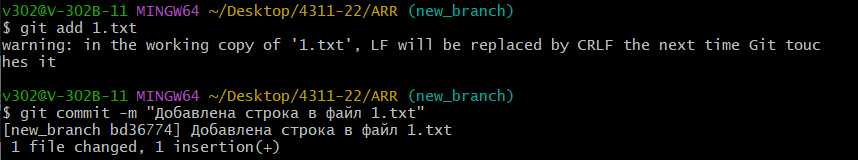 v302@V-302B-11 MINGW64 ~/Desktop/4311-22/ARR (new_branch)
$ git add 1.txt
warning: in the working copy of '1.txt', LF will be replaced by CRLF the next time Git touc
hes it
v302@V-302B-11 MINGW64 ~/Desktop/4311-22/ARR (new_branch)
$ git commit -m "Добавлена строка в файл 1.txt"
[new_branch bd36774] Добавлена строка в файл 1.txt
1 file changed, 1 insertion(+)